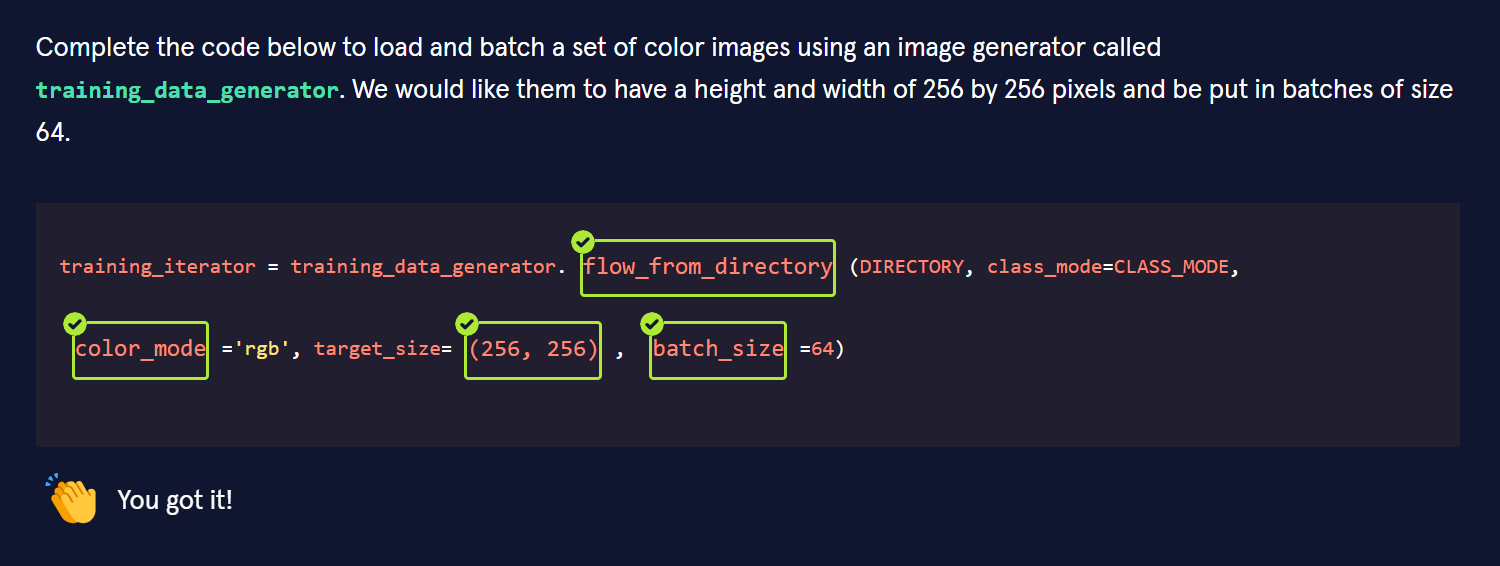 Complete the code below to load and batch a set of color images using an image generator called
training_data_generator. We would like them to have a height and width of 256 by 256 pixels and be put in batches of size
64.
training_iterator = training_data_generator. flow_from_directory (DIRECTORY, class_mode=CLASS_MODE,
color_mode ='rgb', target_size= (256, 256) , batch_size =64)
You got it!